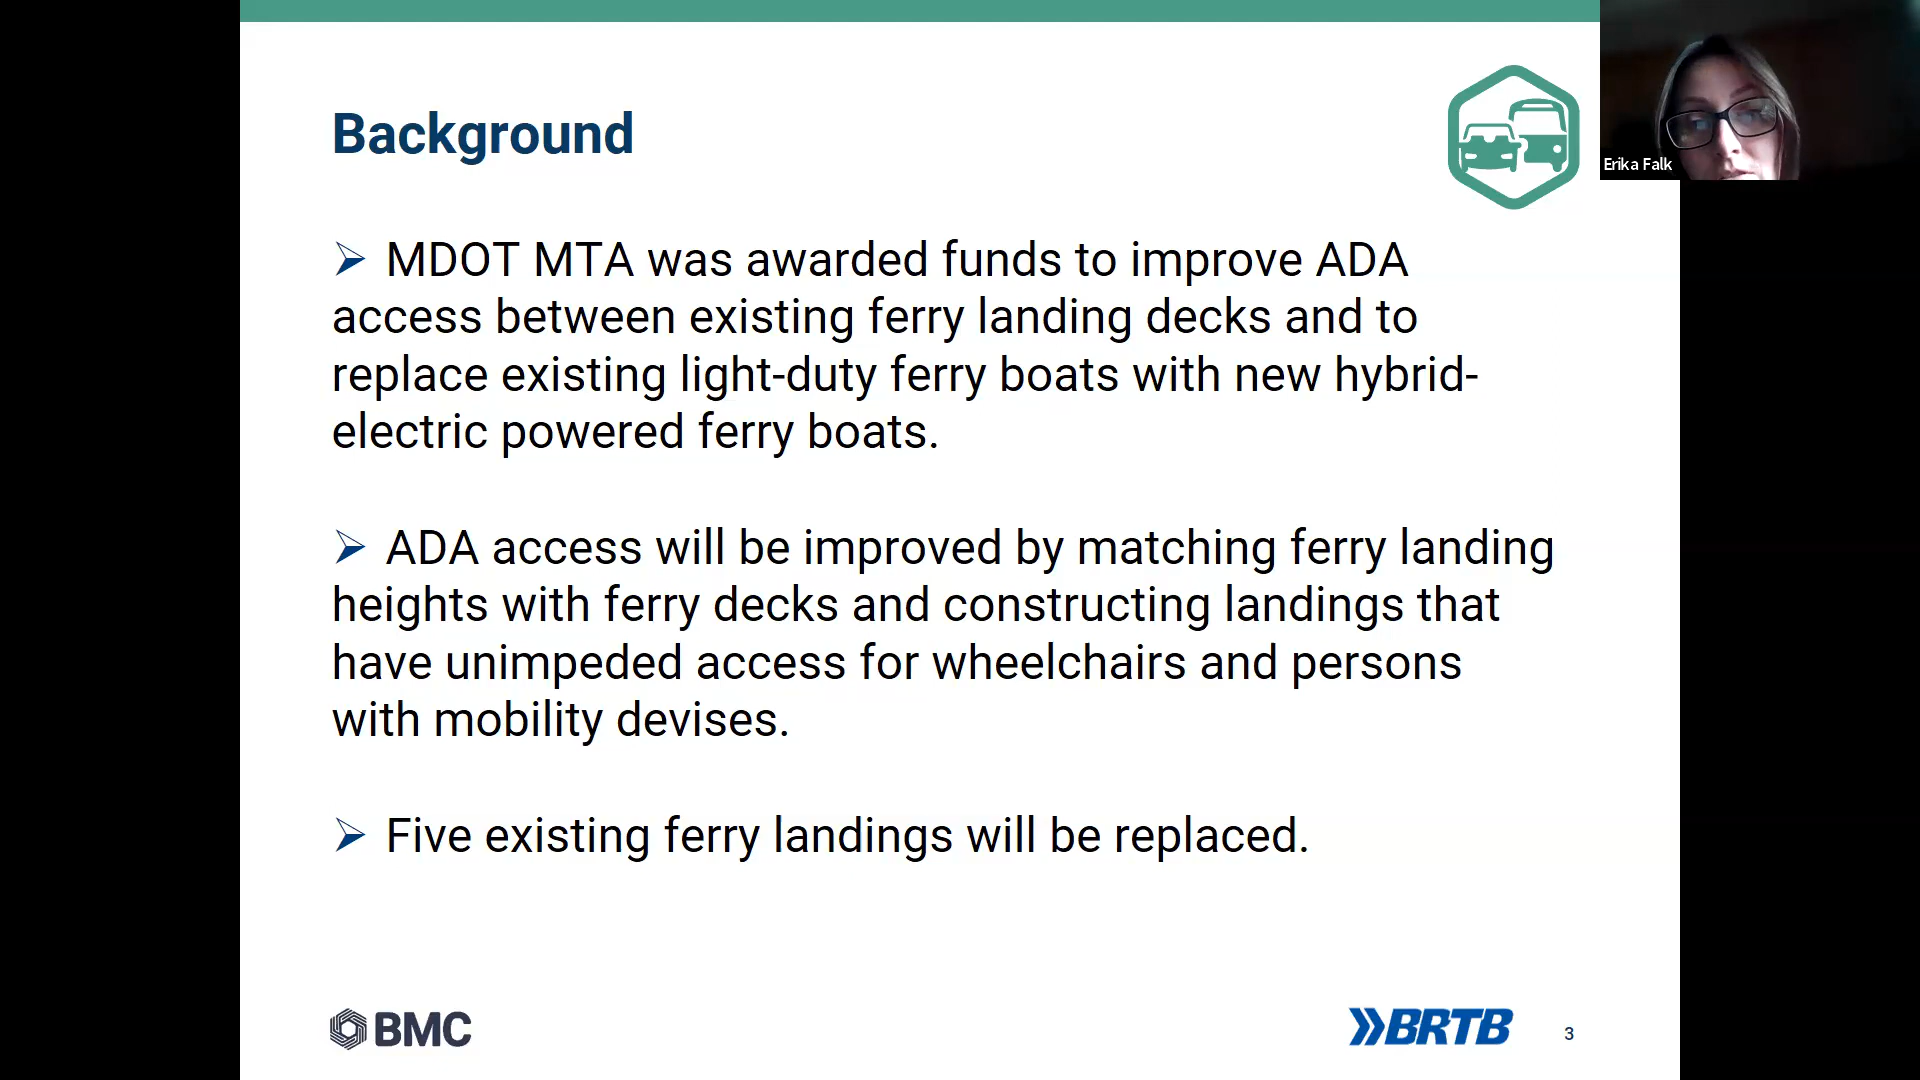 Background
Erika Falk
➢ MDOT MTA was awarded funds to improve ADA
access between existing ferry landing decks and to
replace existing light-duty ferry boats with new hybrid-
electric powered ferry boats.
➢ ADA access will be improved by matching ferry landing
heights with ferry decks and constructing landings that
have unimpeded access for wheelchairs and persons
with mobility devises.
➢ Five existing ferry landings will be replaced.
BMC
BRTB
3